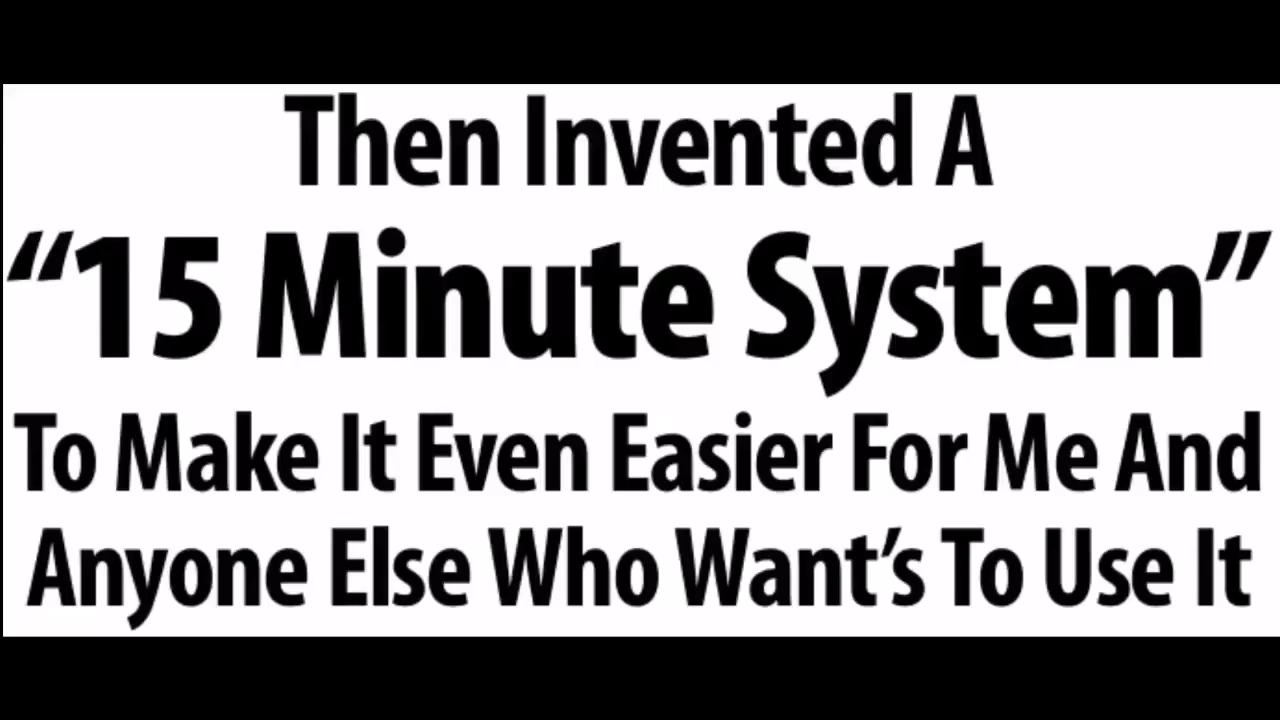 Then Invented A
“15 Minute System”
To Make It Even Easier For Me And
Anyone Else Who Want’s To Use It